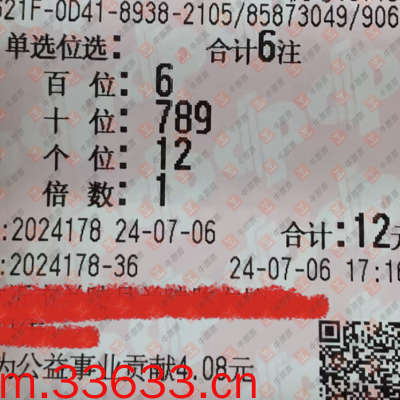 521F-0D41-8938-2105/85873049/906
单选位选: 合计6注
百 位: 6
十 位: 789
个 位: 12
倍 数: 1
:2024178 24-07-06 合计:12元
:2024178-36 24-07-06 17:16
为公益事业贡献4.08元
m.33633.cn